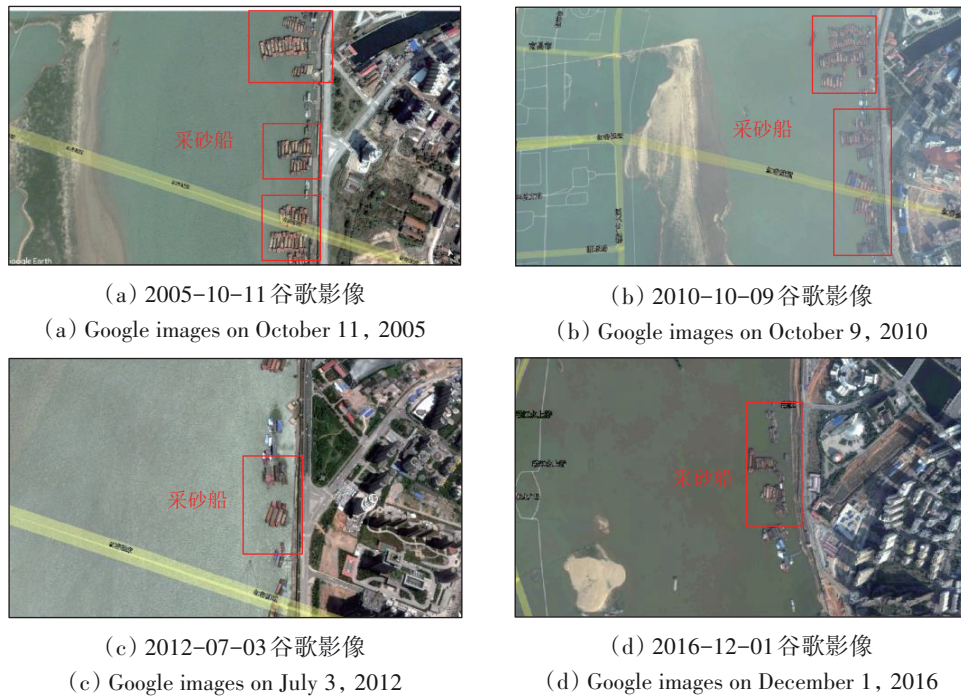 采砂船
采砂船
oogle Earth
(a) 2005-10-11谷歌影像
(a) Google images on October 11, 2005
(b) 2010-10-09谷歌影像
(b) Google images on October 9, 2010
采砂船
采砂船
(c) 2012-07-03谷歌影像
(c) Google images on July 3, 2012
(d) 2016-12-01谷歌影像
(d) Google images on December 1, 2016